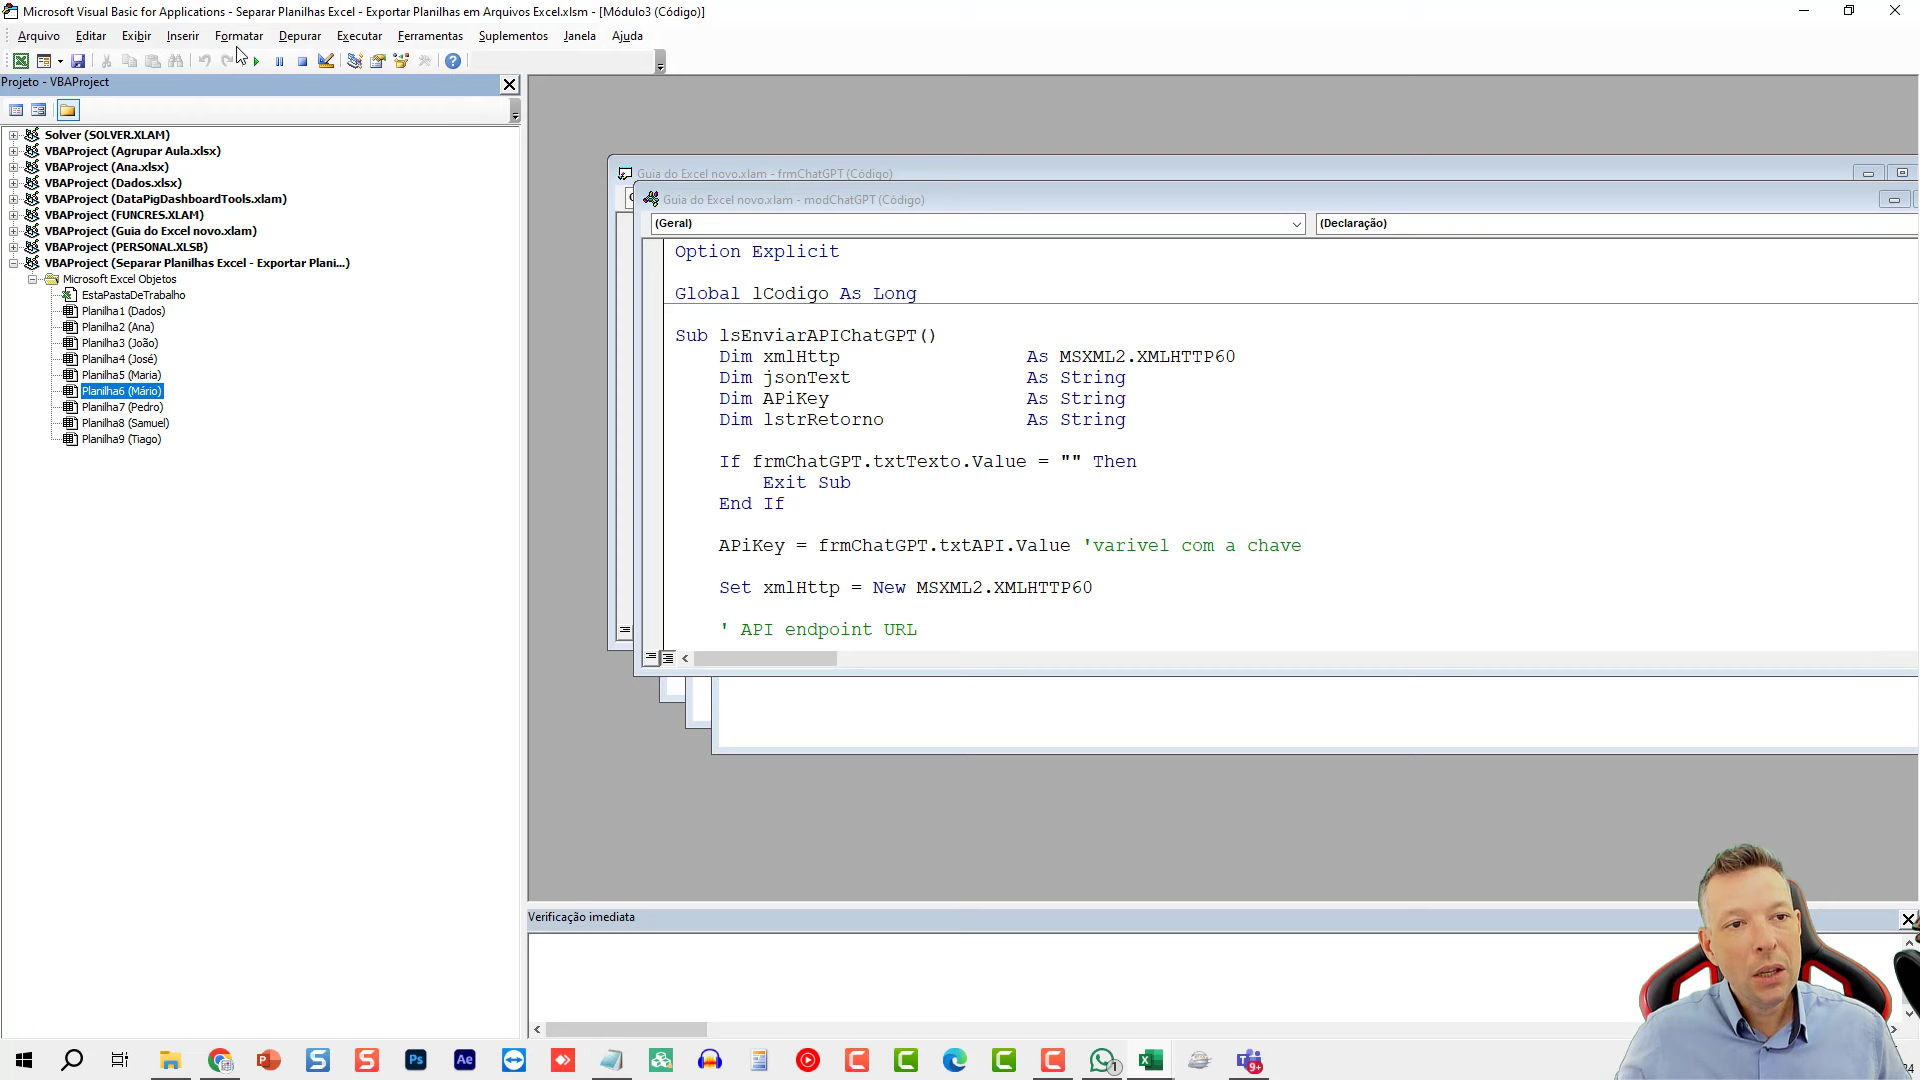 Microsoft Visual Basic for Applications - Separar Planilhas Excel - Exportar Planilhas em Arquivos Excel.xlsm - [Módulo3 (Código)]
Arquivo Editar Exibir Inserir Formatar Depurar Executar Ferramentas Suplementos Janela Ajuda
Projeto - VBAProject
Solver (SOLVER.XLAM)
VBAProject (Agrupar Aula.xlsx)
VBAProject (Ana.xlsx)
VBAProject (Dados.xlsx)
VBAProject (DataPigDashboardTools.xlam)
VBAProject (FUNCRES.XLAM)
VBAProject (Guia do Excel novo.xlam)
VBAProject (PERSONAL.XLSB)
VBAProject (Separar Planilhas Excel - Exportar Plani...)
Microsoft Excel Objetos
EstaPastaDeTrabalho
Planilha1 (Dados)
Planilha2 (Ana)
Planilha3 (João)
Planilha4 (José)
Planilha5 (Maria)
Planilha6 (Mário)
Planilha7 (Pedro)
Planilha8 (Samuel)
Planilha9 (Tiago)
Guia do Excel novo.xlam - frmChatGPT (Código)
Guia do Excel novo.xlam - modChatGPT (Código)
(Geral) (Declaração)
Option Explicit
Global lCodigo As Long
Sub lsEnviarAPIChatGPT()
Dim xmlHttp As MSXML2.XMLHTTP60
Dim jsonText As String
Dim APiKey As String
Dim lstrRetorno As String
If frmChatGPT.txtTexto.Value = "" Then
Exit Sub
End If
APiKey = frmChatGPT.txtAPI.Value 'varivel com a chave
Set xmlHttp = New MSXML2.XMLHTTP60
' API endpoint URL
Verificação imediata
Ps
Ae
1
9+
24